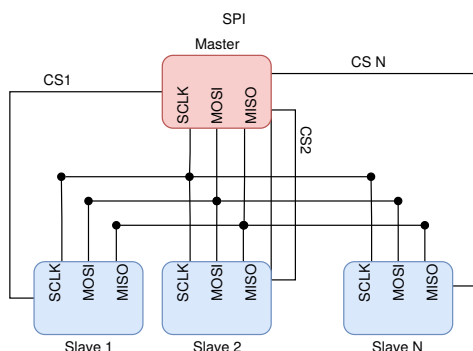 SPI
Master
CS1
CS N
SCLK
MOSI
MISO
CS2
SCLK
MOSI
MISO
SCLK
MOSI
MISO
SCLK
MOSI
MISO
Slave 1
Slave 2
Slave N